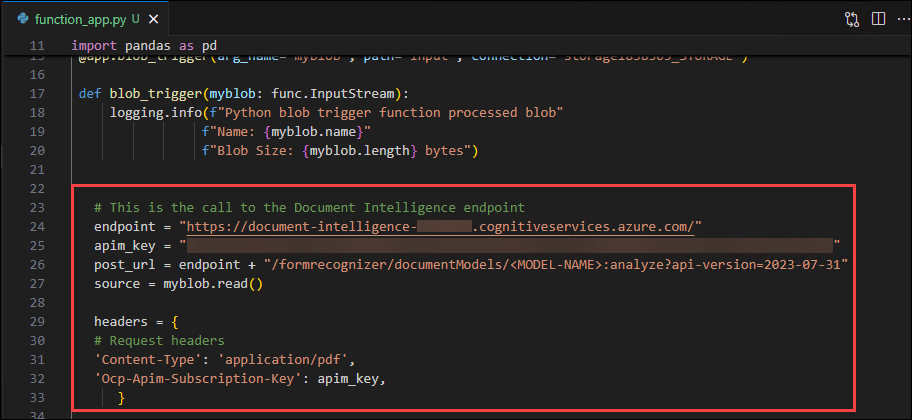 function_app.py U
11 import pandas as pd
15 @app.blob_trigger(arg_name="myblob", path="input", connection="storage1858505_STORAGE")
16
17 def blob_trigger(myblob: func.InputStream):
18 logging.info(f"Python blob trigger function processed blob"
19 f"Name: {myblob.name}"
20 f"Blob Size: {myblob.length} bytes")
21
22
23 # This is the call to the Document Intelligence endpoint
24 endpoint = "https://document-intelligence- .cognitiveservices.azure.com/"
25 apim_key = " "
26 post_url = endpoint + "/formrecognizer/documentModels/<MODEL-NAME>:analyze?api-version=2023-07-31"
27 source = myblob.read()
28
29 headers = {
30 # Request headers
31 'Content-Type': 'application/pdf',
32 'Ocp-Apim-Subscription-Key': apim_key,
33 }
34